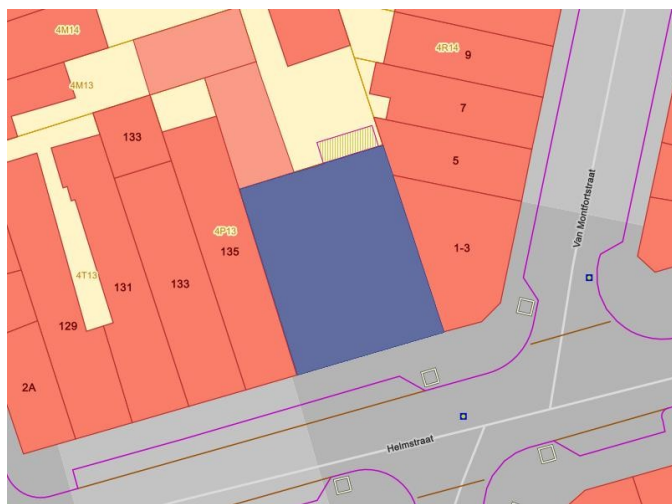 4M14
4R14
9
4M13
7
133
5
4P13
135
1-3
Van Montfortstraat
4T13
131
133
129
2A
Helmstraat